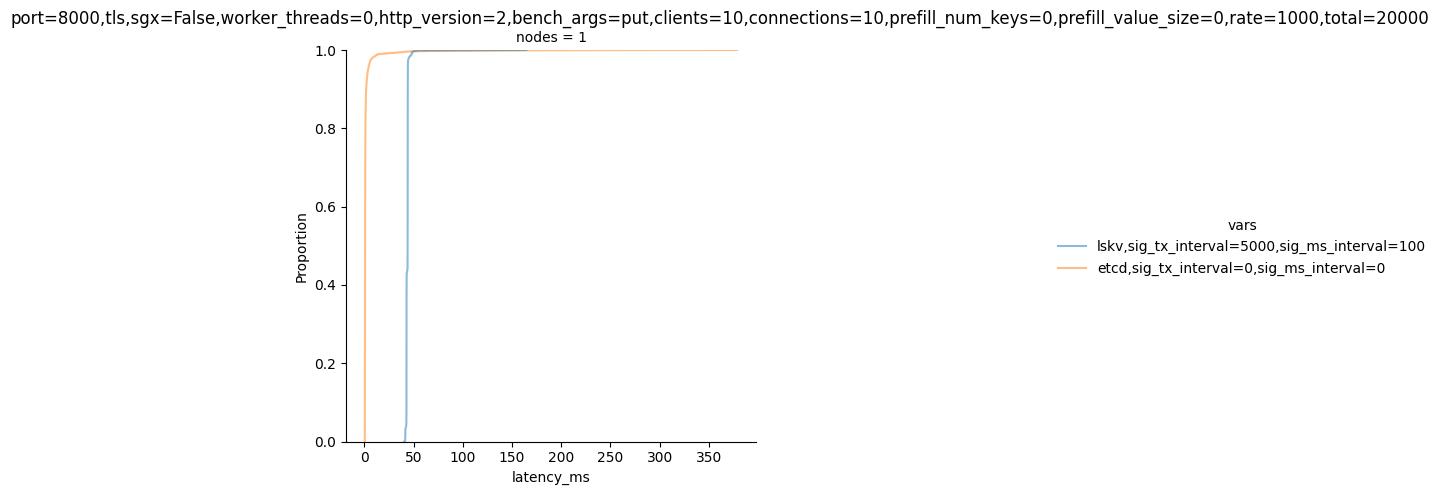 port=8000,tls,sgx=False,worker_threads=0,http_version=2,bench_args=put,clients=10,connections=10,prefill_num_keys=0,prefill_value_size=0,rate=1000,total=20000
nodes = 1
1.0
0.8
0.6
0.4
0.2
0.0
Proportion
0 50 100 150 200 250 300 350
latency_ms
vars
lskv,sig_tx_interval=5000,sig_ms_interval=100
etcd,sig_tx_interval=0,sig_ms_interval=0